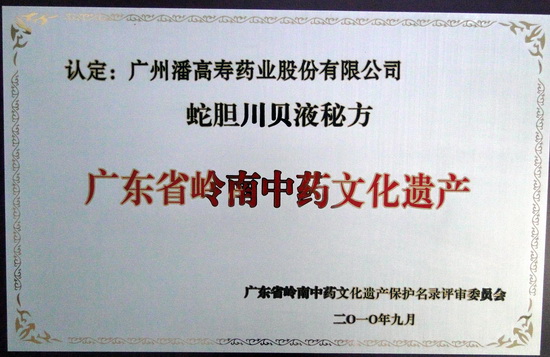 认定：广州潘高寿药业股份有限公司
蛇胆川贝液秘方
广东省岭南中药文化遗产
广东省岭南中药文化遗产保护名录评审委员会
二〇一〇年九月